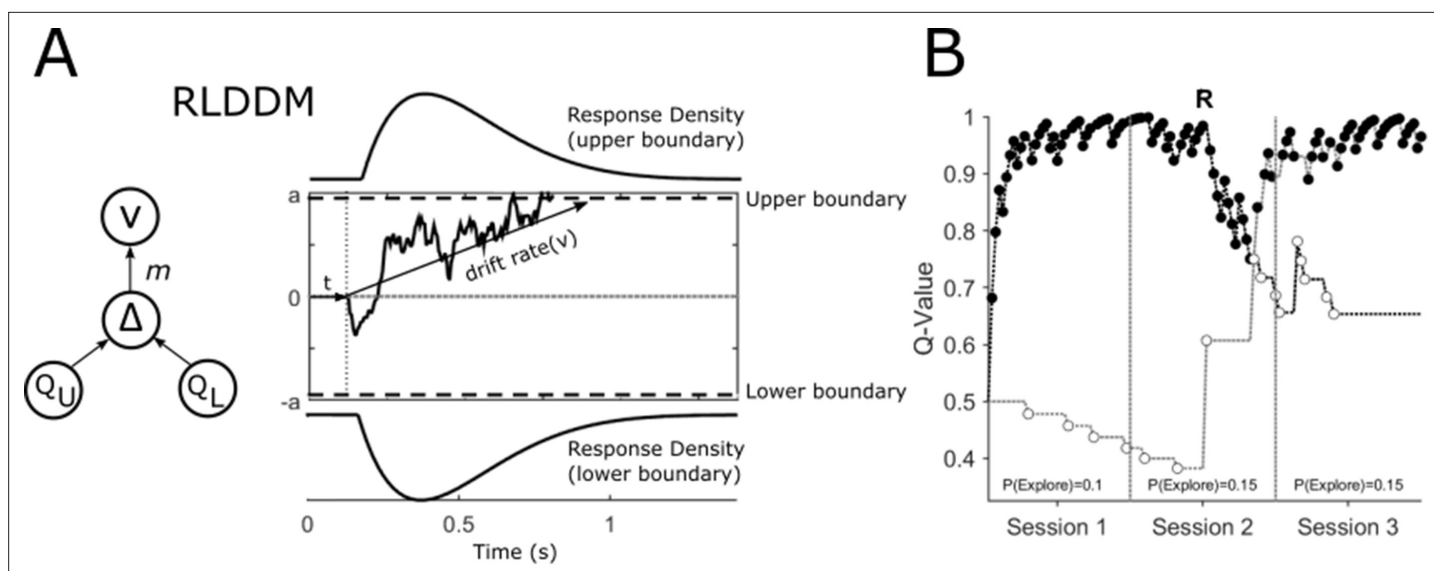 A
RLDDM
v
m
Δ
Q_U
Q_L
Response Density
(upper boundary)
a
Upper boundary
drift rate(v)
t
0
Lower boundary
-a
Response Density
(lower boundary)
0
0.5
1
Time (s)
B
R
1
0.9
0.8
0.7
0.6
0.5
0.4
Q-Value
P(Explore)=0.1
P(Explore)=0.15
P(Explore)=0.15
Session 1
Session 2
Session 3